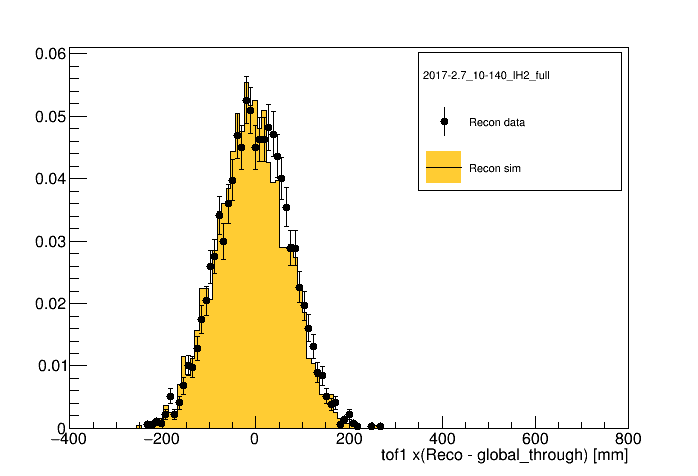 0.06
2017-2.7_10-140_lH2_full
0.05
Recon data
0.04
Recon sim
0.03
0.02
0.01
0
−400 −200 0 200 400 600 800
tof1 x(Reco - global_through) [mm]